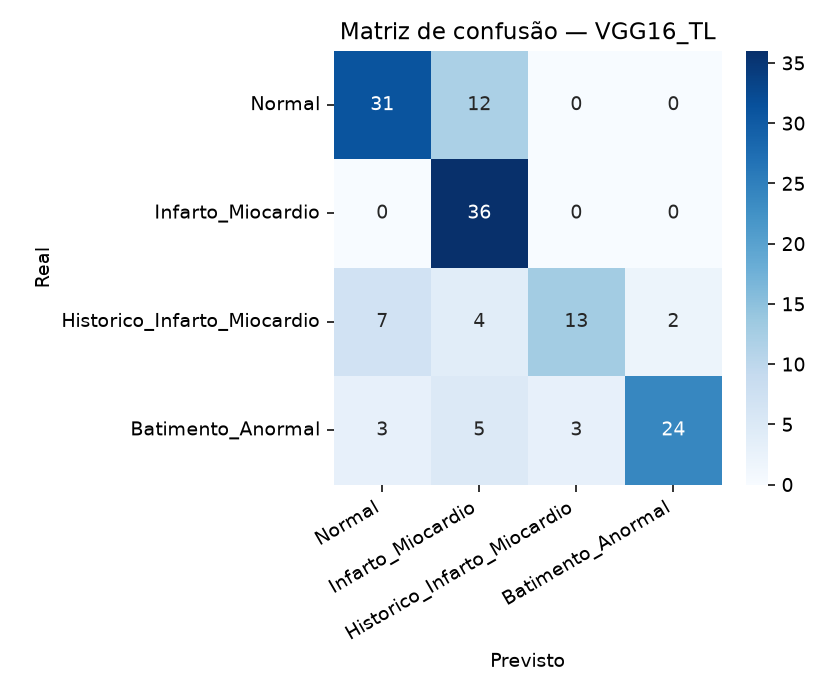 Matriz de confusão — VGG16_TL
Real
Normal 31 12 0 0
Infarto_Miocardio 0 36 0 0
Historico_Infarto_Miocardio 7 4 13 2
Batimento_Anormal 3 5 3 24
Normal
Infarto_Miocardio
Historico_Infarto_Miocardio
Batimento_Anormal
Previsto
35
30
25
20
15
10
5
0